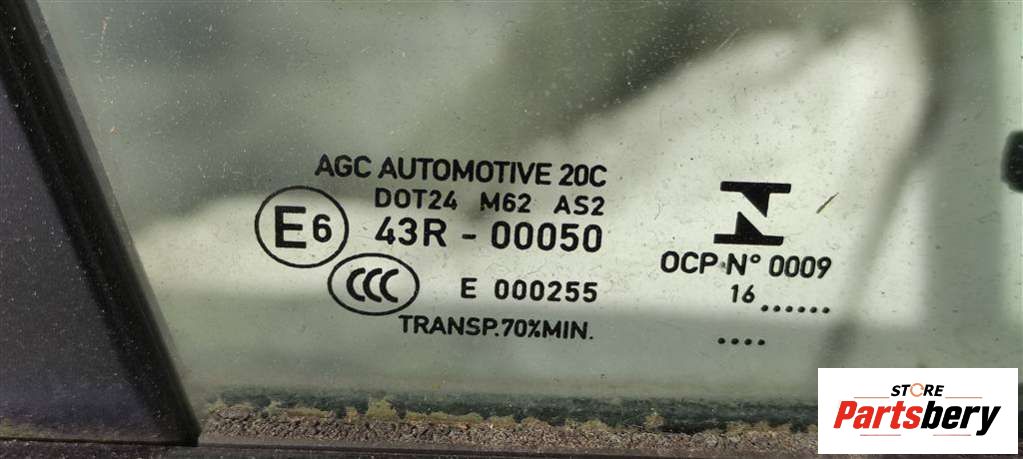 AGC AUTOMOTIVE 20C
DOT24 M62 AS2
E6 43R - 00050
CCC E 000255
TRANSP.70%MIN.
OCP N° 0009
16 ......
....
STORE
Partsbery